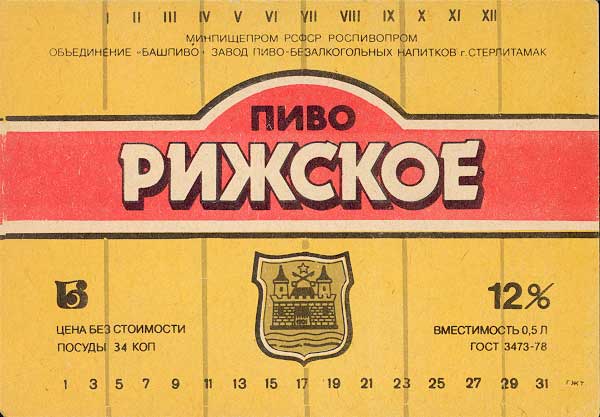 I II III IV V VI VII VIII IX X XI XII
МИНПИЩЕПРОМ РСФСР РОСПИВОПРОМ
ОБЪЕДИНЕНИЕ «БАШПИВО» ЗАВОД ПИВО-БЕЗАЛКОГОЛЬНЫХ НАПИТКОВ г. СТЕРЛИТАМАК
ПИВО
РИЖСКОЕ
12%
ЦЕНА БЕЗ СТОИМОСТИ
ПОСУДЫ 34 КОП
ВМЕСТИМОСТЬ 0,5 Л
ГОСТ 3473-78
1 3 5 7 9 11 13 15 17 19 21 23 25 27 29 31